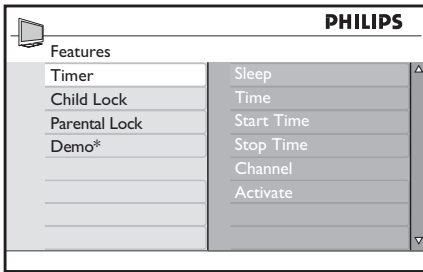 PHILIPS
Features
Timer
Child Lock
Parental Lock
Demo*
Sleep
Time
Start Time
Stop Time
Channel
Activate